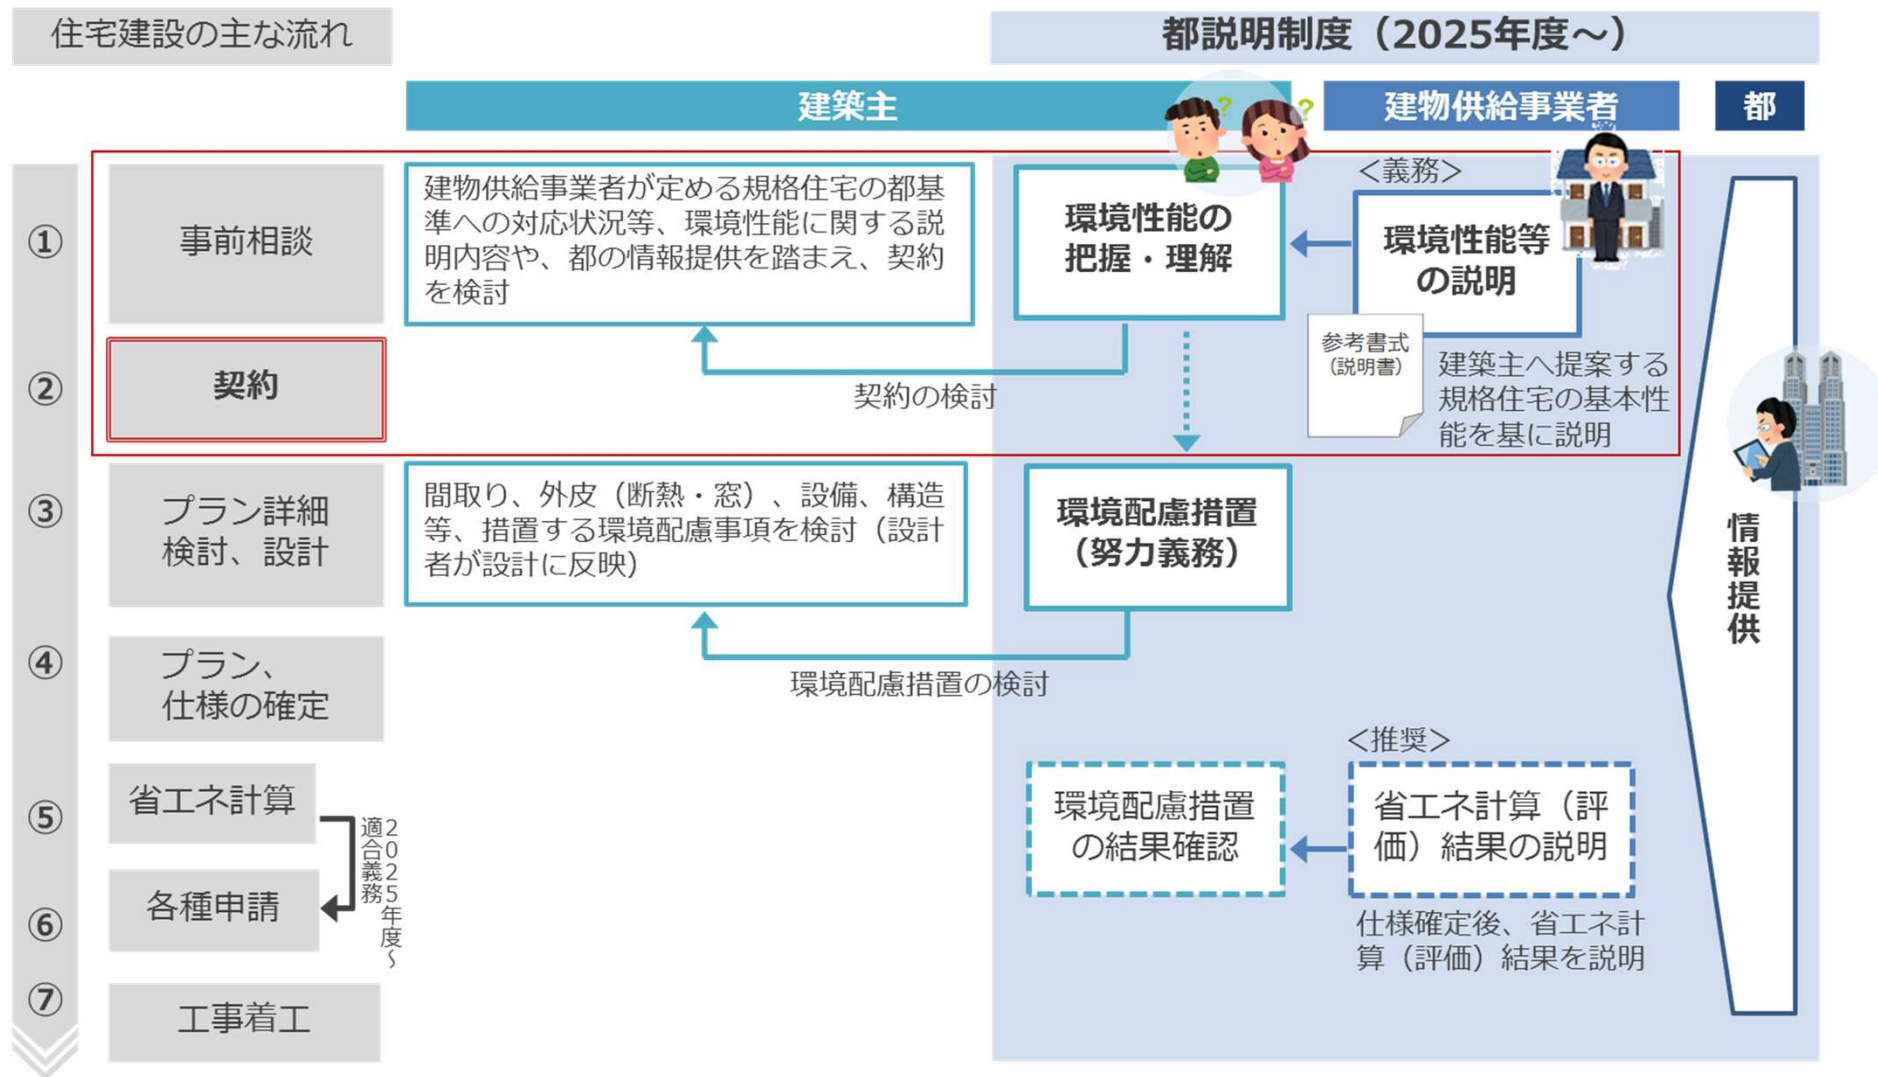 住宅建設の主な流れ
都説明制度（2025年度～）
建築主
建物供給事業者
都
①
事前相談
建物供給事業者が定める規格住宅の都基
準への対応状況等、環境性能に関する説
明内容や、都の情報提供を踏まえ、契約
を検討
環境性能の
把握・理解
？
？
＜義務＞
環境性能等
の説明
参考書式
（説明書）
建築主へ提案する
規格住宅の基本性
能を基に説明
②
契約
契約の検討
③
プラン詳細
検討、設計
間取り、外皮（断熱・窓）、設備、構造
等、措置する環境配慮事項を検討（設計
者が設計に反映）
環境配慮措置
（努力義務）
情報提供
④
プラン、
仕様の確定
環境配慮措置の検討
⑤
省エネ計算
2025年度～
適合義務
環境配慮措置
の結果確認
＜推奨＞
省エネ計算（評
価）結果の説明
仕様確定後、省エネ計
算（評価）結果を説明
⑥
各種申請
⑦
工事着工